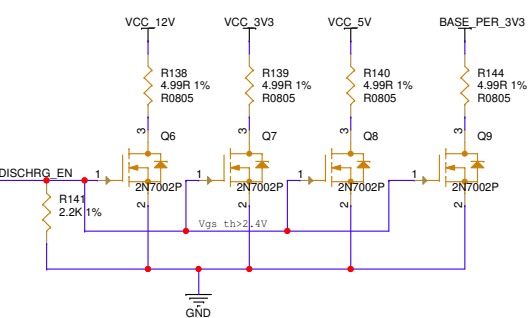 VCC_12V VCC_3V3 VCC_5V BASE_PER_3V3
R138 R139 R140 R144
4.99R 1% 4.99R 1% 4.99R 1% 4.99R 1%
R0805 R0805 R0805 R0805
3 Q6 3 Q7 3 Q8 3 Q9
DISCHRG_EN 1 1 1 1
2N7002P 2N7002P 2N7002P 2N7002P
R141
2.2K 1%
2 2 2 2
Vgs th>2.4V
GND